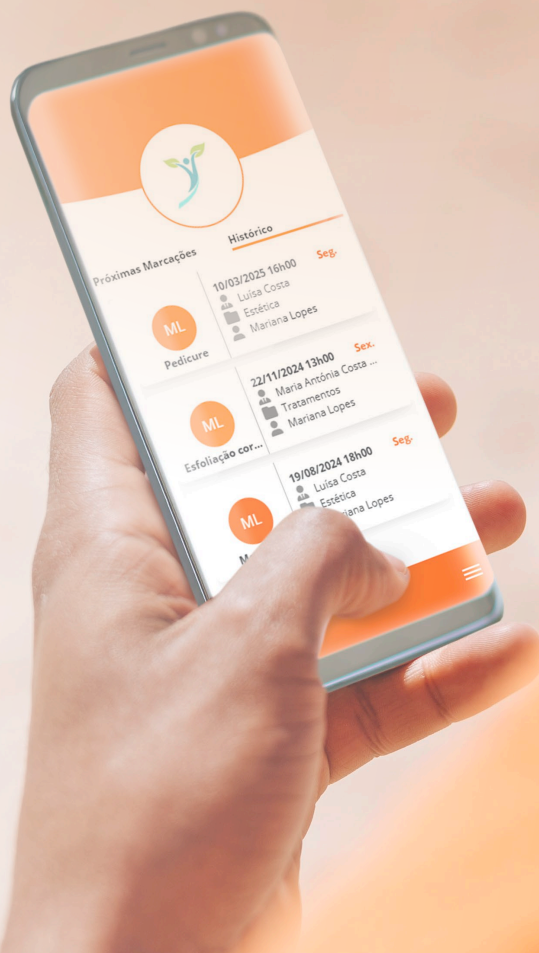 Próximas Marcações
Histórico
ML
Pedicure
10/03/2025 16h00
Seg.
Luísa Costa
Estética
Mariana Lopes
ML
Esfoliação cor...
22/11/2024 13h00
Sex.
Maria Antónia Costa ...
Tratamentos
Mariana Lopes
ML
19/08/2024 18h00
Seg.
Luísa Costa
Estética
Lopes